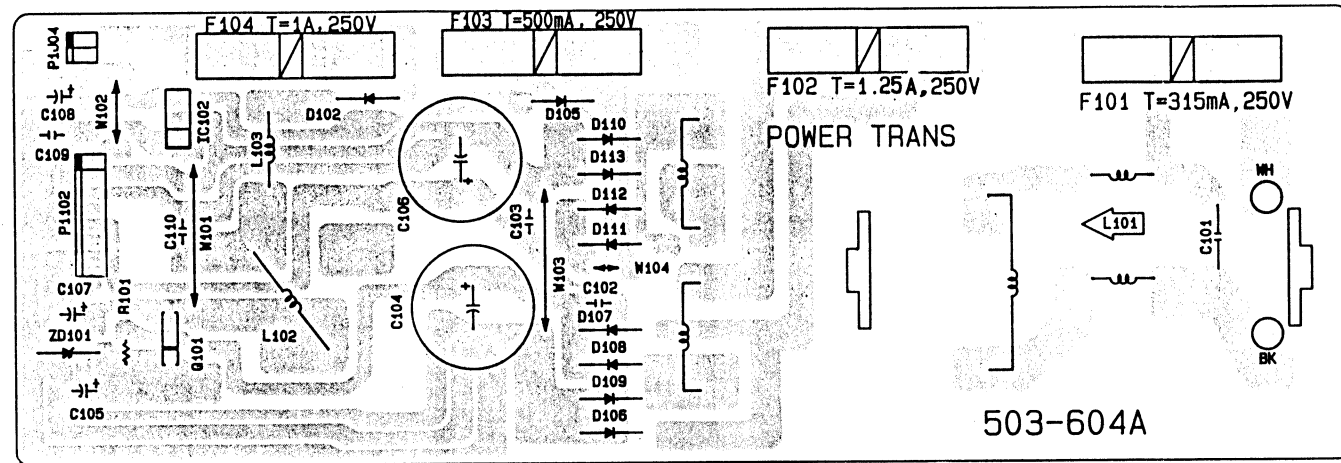 F104 T=1A, 250V
F103 T=500mA, 250V
F102 T=1.25A,250V
F101 T=315mA,250V
POWER TRANS
P1J04
C108
W102
IC102
C109
L103
D102
D105
D110
D113
D112
D111
P1102
C110
W101
C106
C103
W103
W104
C102
C107
R101
ZD101
Q101
L102
C104
D107
D108
D109
D106
C105
WH
L101
C101
BK
503-604A